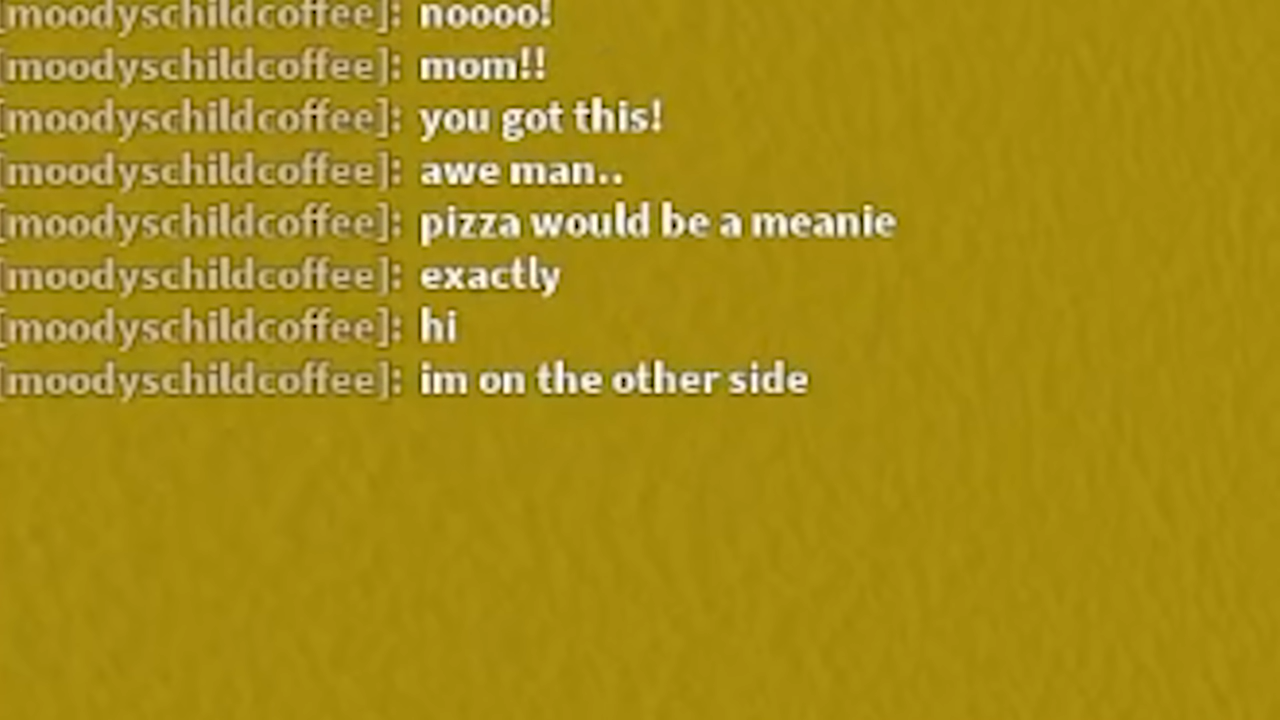 [moodyschildcoffee]: noooo!
[moodyschildcoffee]: mom!!
[moodyschildcoffee]: you got this!
[moodyschildcoffee]: awe man..
[moodyschildcoffee]: pizza would be a meanie
[moodyschildcoffee]: exactly
[moodyschildcoffee]: hi
[moodyschildcoffee]: im on the other side